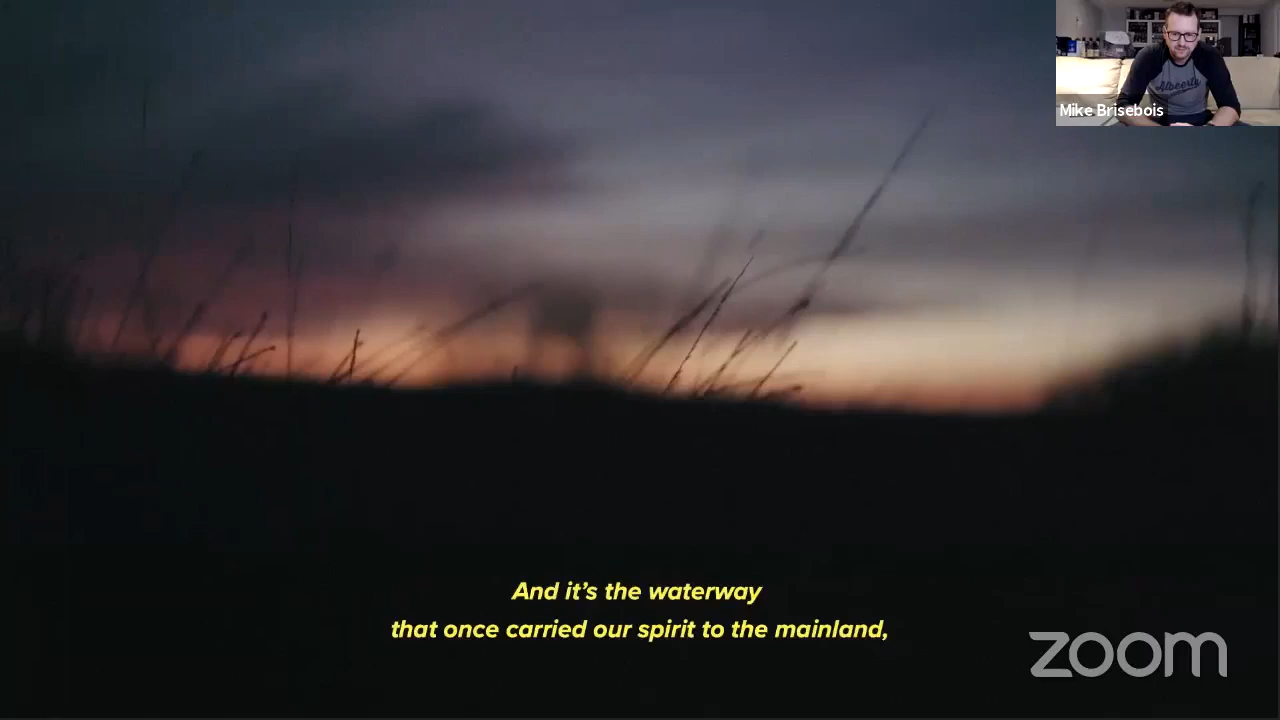 Mike Brisebois
And it's the waterway
that once carried our spirit to the mainland,
zoom